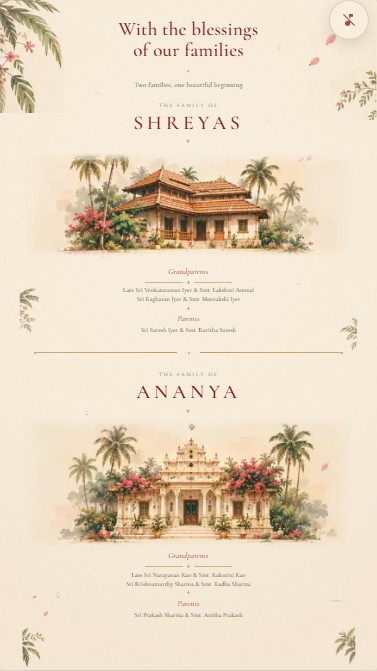 With the blessings
of our families
Two families, one beautiful beginning
THE FAMILY OF
SHREYAS
Grandparents
Late Sri Venkataraman Iyer & Smt. Lakshmi Ammal
Sri Raghavan Iyer & Smt. Meenakshi Iyer
Parents
Sri Suresh Iyer & Smt. Kavitha Suresh
THE FAMILY OF
ANANYA
Grandparents
Late Sri Narayanan Rao & Smt. Rukmini Rao
Sri Krishnamurthy Sharma & Smt. Radha Sharma
Parents
Sri Prakash Sharma & Smt. Anitha Prakash